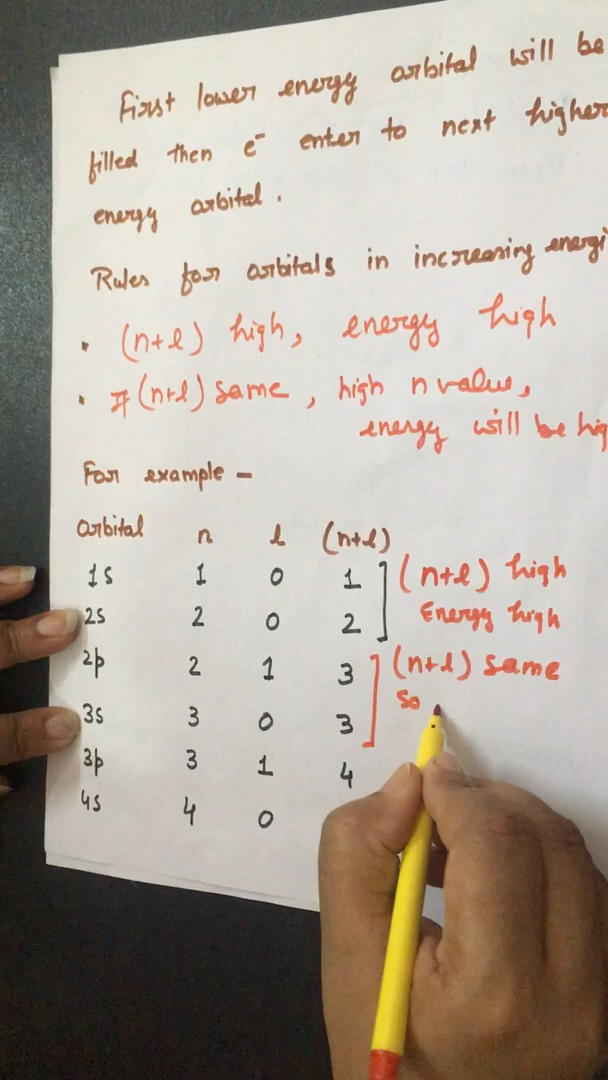 First lower energy orbital will be
filled then e⁻ enter to next higher
energy orbital.
Rules for orbitals in increasing energi
• (n+l) high, energy high
• If (n+l) same, high n value,
energy will be hig
For example -
Orbital n l (n+l)
1s 1 0 1 (n+l) high
2s 2 0 2 Energy high
2p 2 1 3 (n+l) same
So
3s 3 0 3
3p 3 1 4
4s 4 0